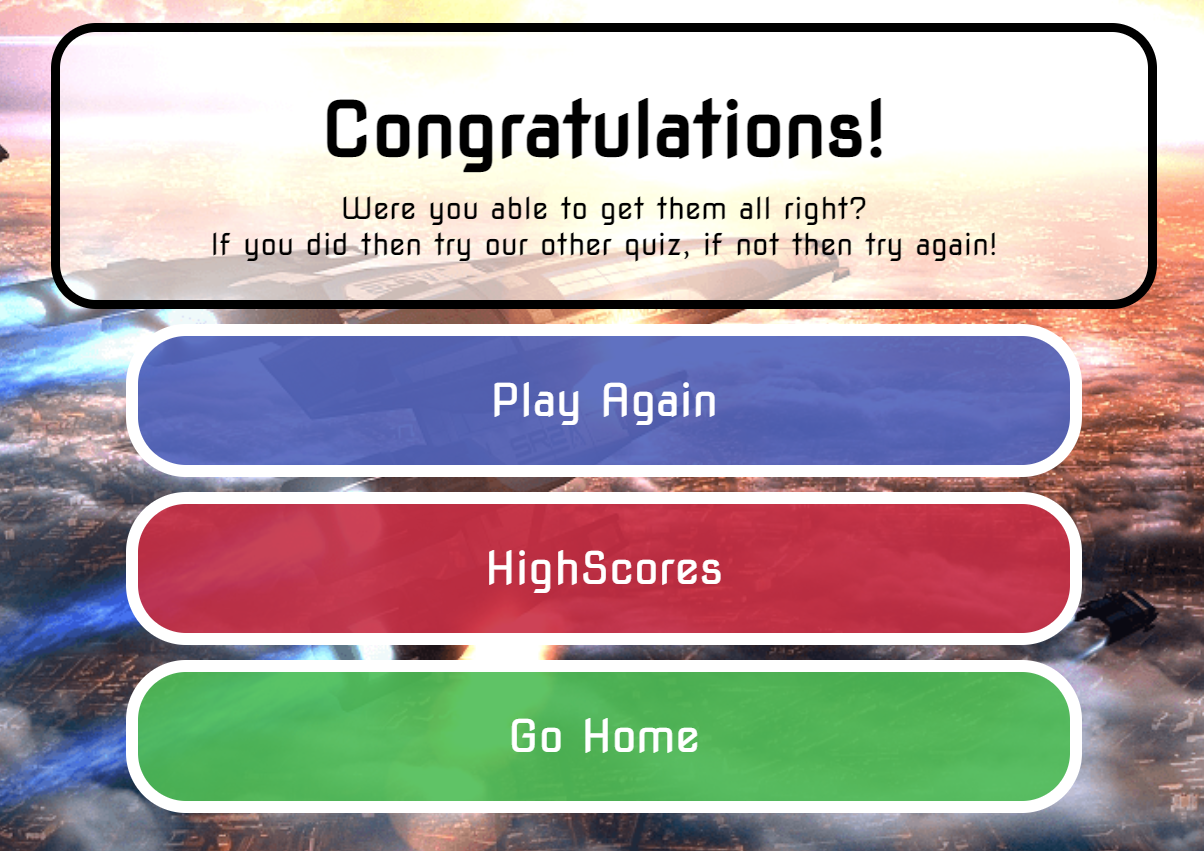 Congratulations!
Were you able to get them all right?
If you did then try our other quiz, if not then try again!
Play Again
HighScores
Go Home